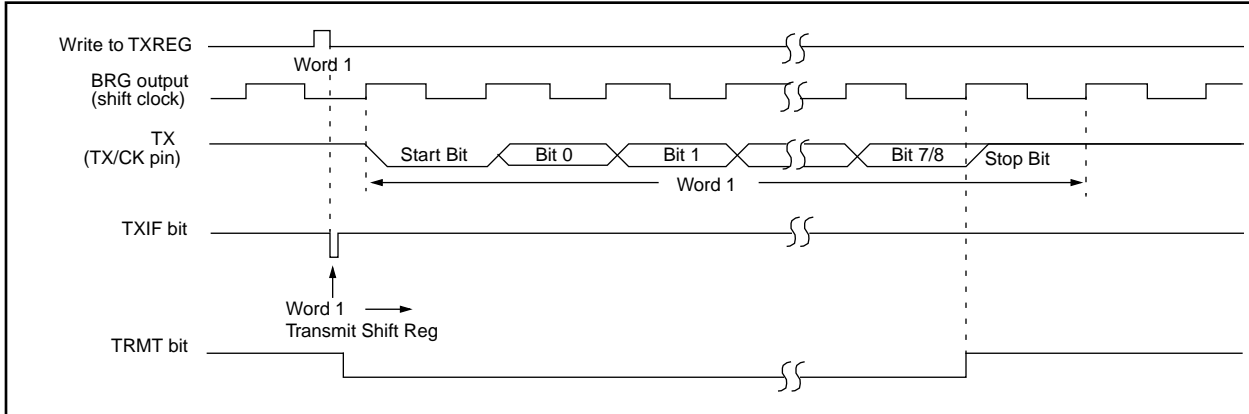 Write to TXREG
Word 1
BRG output
(shift clock)
TX
(TX/CK pin)
Start Bit
Bit 0
Bit 1
Bit 7/8
Stop Bit
Word 1
TXIF bit
Word 1
Transmit Shift Reg
TRMT bit